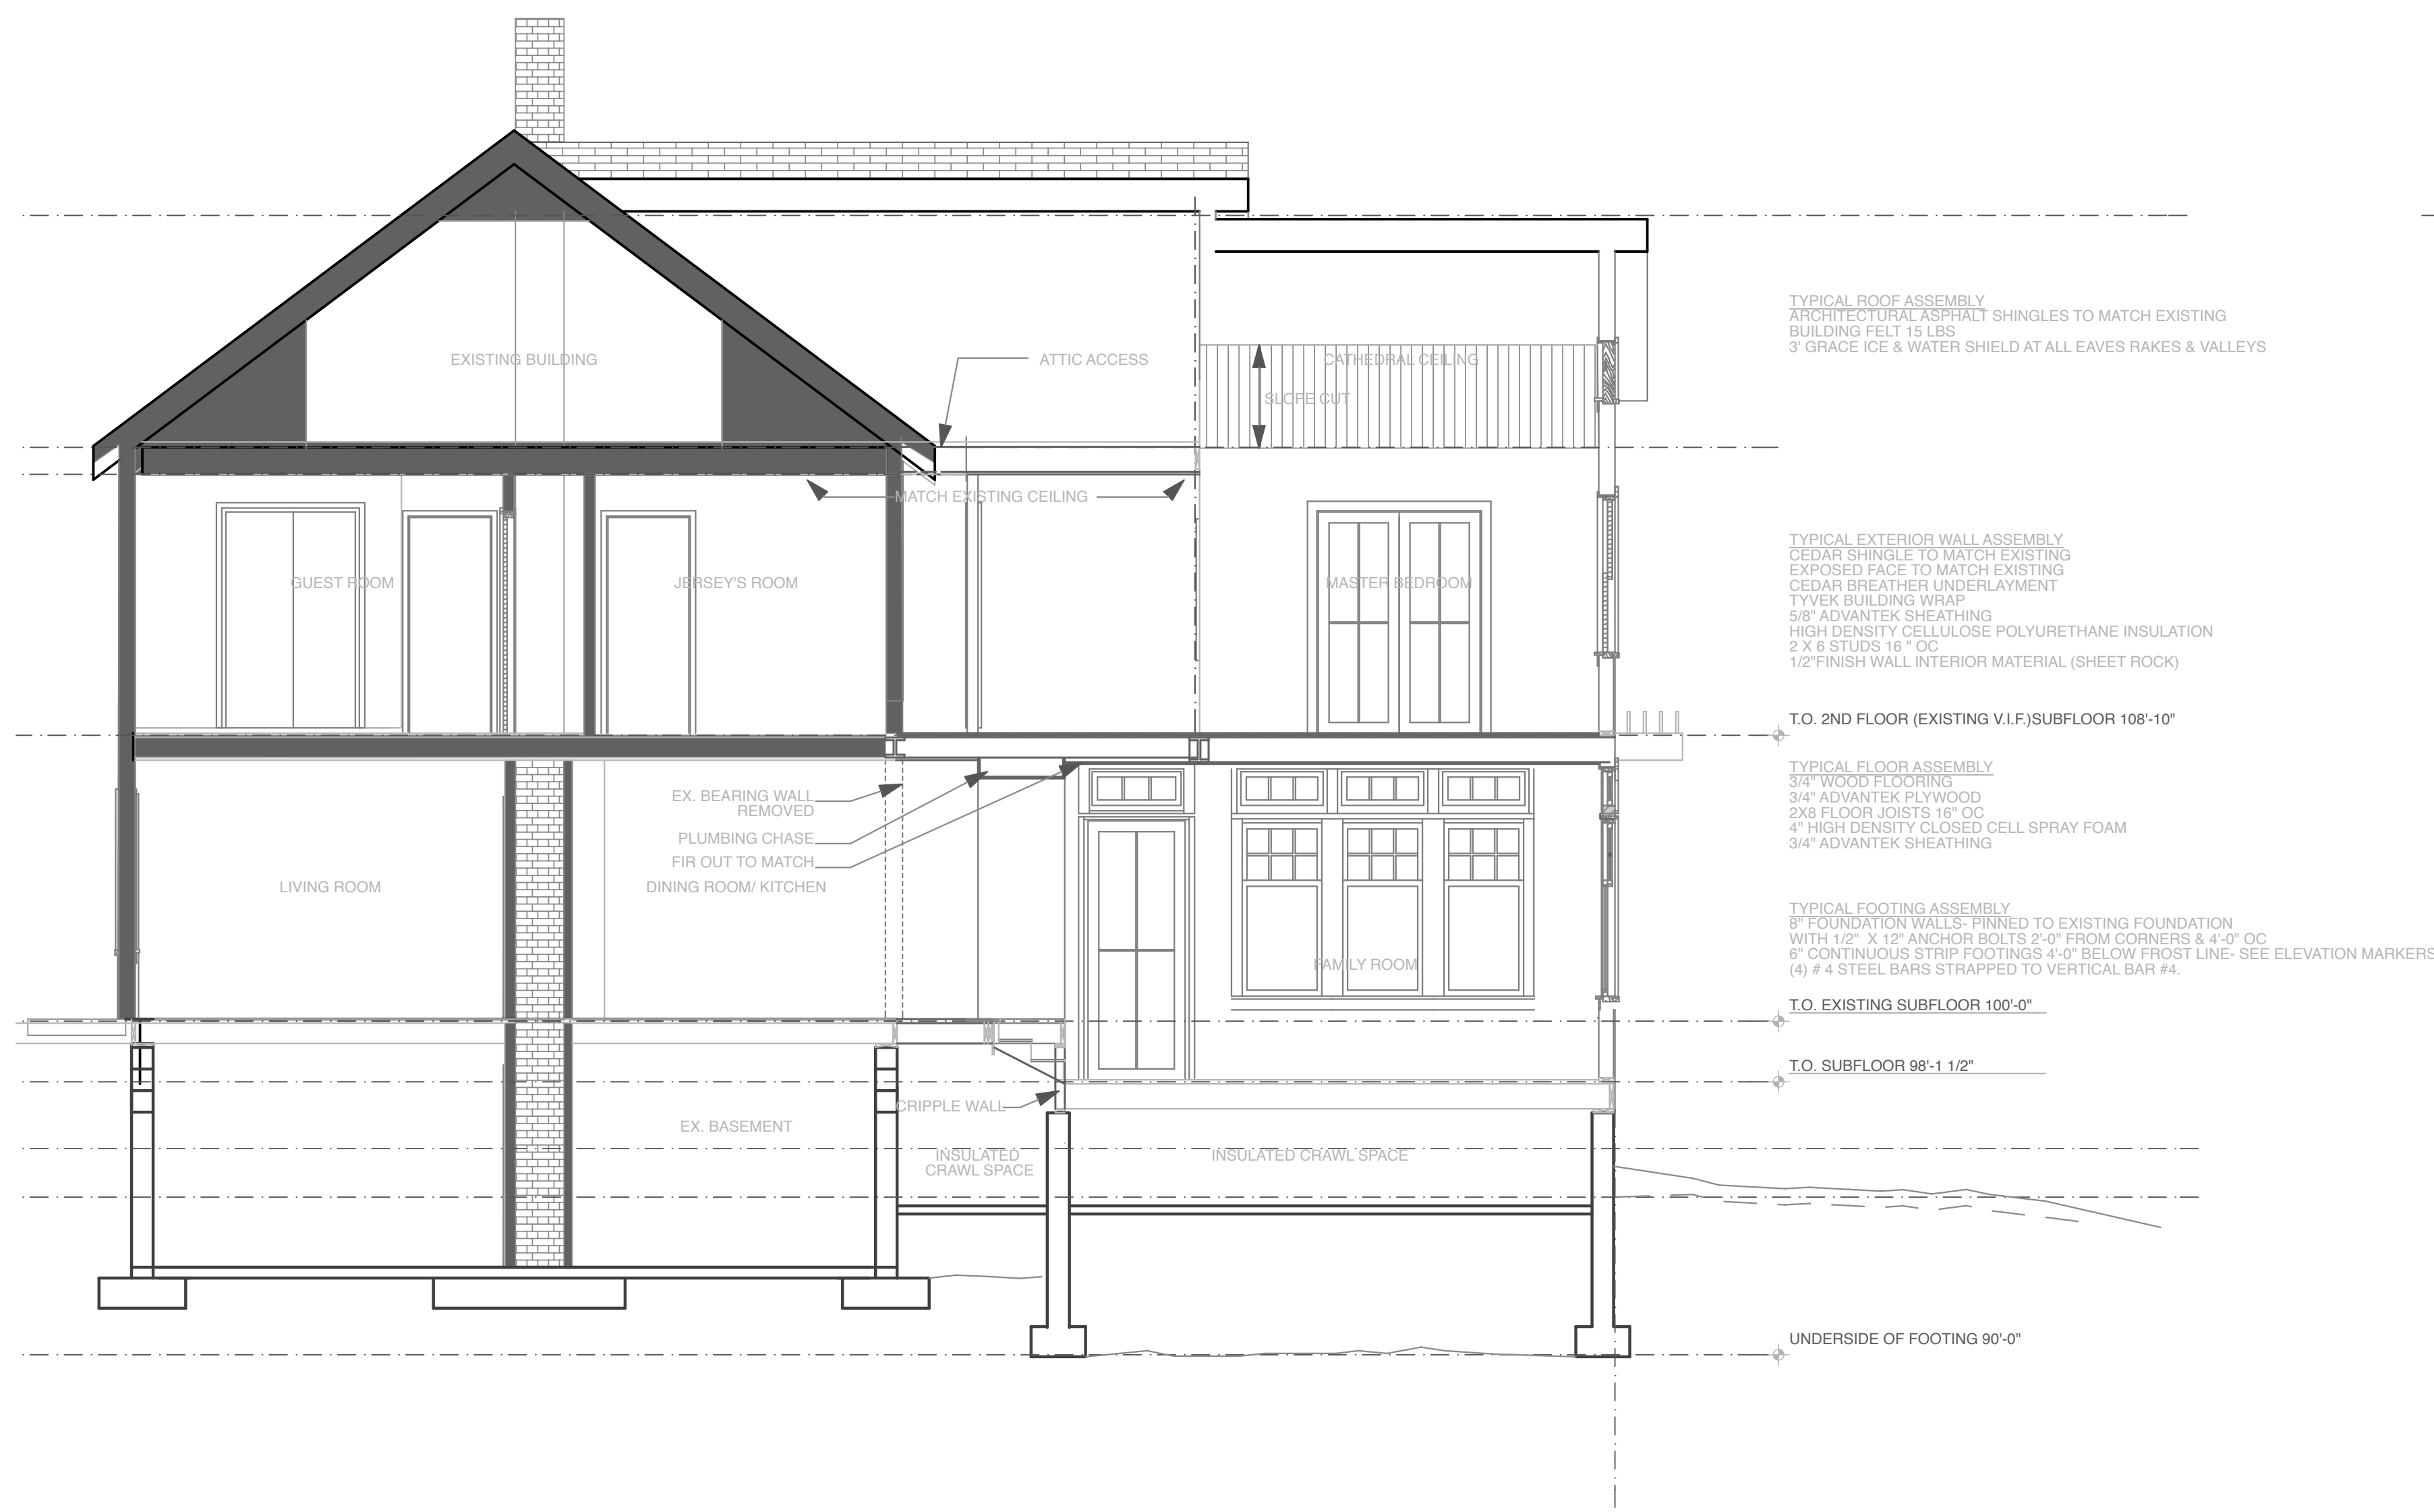 TYPICAL ROOF ASSEMBLY
ARCHITECTURAL ASPHALT SHINGLES TO MATCH EXISTING
BUILDING FELT 15 LBS
3' GRACE ICE & WATER SHIELD AT ALL EAVES RAKES & VALLEYS
EXISTING BUILDING
ATTIC ACCESS
CATHEDRAL CEILING
SLOPE CUT
MATCH EXISTING CEILING
TYPICAL EXTERIOR WALL ASSEMBLY
CEDAR SHINGLE TO MATCH EXISTING
EXPOSED FACE TO MATCH EXISTING
CEDAR BREATHER UNDERLAYMENT
TYVEK BUILDING WRAP
5/8" ADVANTEK SHEATHING
HIGH DENSITY CELLULOSE POLYURETHANE INSULATION
2 X 6 STUDS 16 " OC
1/2"FINISH WALL INTERIOR MATERIAL (SHEET ROCK)
GUEST ROOM
JERSEY'S ROOM
MASTER BEDROOM
T.O. 2ND FLOOR (EXISTING V.I.F.)SUBFLOOR 108'-10"
TYPICAL FLOOR ASSEMBLY
3/4" WOOD FLOORING
3/4" ADVANTEK PLYWOOD
2X8 FLOOR JOISTS 16" OC
4" HIGH DENSITY CLOSED CELL SPRAY FOAM
3/4" ADVANTEK SHEATHING
EX. BEARING WALL
REMOVED
PLUMBING CHASE
FIR OUT TO MATCH
LIVING ROOM
DINING ROOM/ KITCHEN
FAMILY ROOM
TYPICAL FOOTING ASSEMBLY
8" FOUNDATION WALLS- PINNED TO EXISTING FOUNDATION
WITH 1/2" X 12" ANCHOR BOLTS 2'-0" FROM CORNERS & 4'-0" OC
6" CONTINUOUS STRIP FOOTINGS 4'-0" BELOW FROST LINE- SEE ELEVATION MARKERS
(4) # 4 STEEL BARS STRAPPED TO VERTICAL BAR #4.
T.O. EXISTING SUBFLOOR 100'-0"
T.O. SUBFLOOR 98'-1 1/2"
CRIPPLE WALL
EX. BASEMENT
INSULATED
CRAWL SPACE
INSULATED CRAWL SPACE
UNDERSIDE OF FOOTING 90'-0"